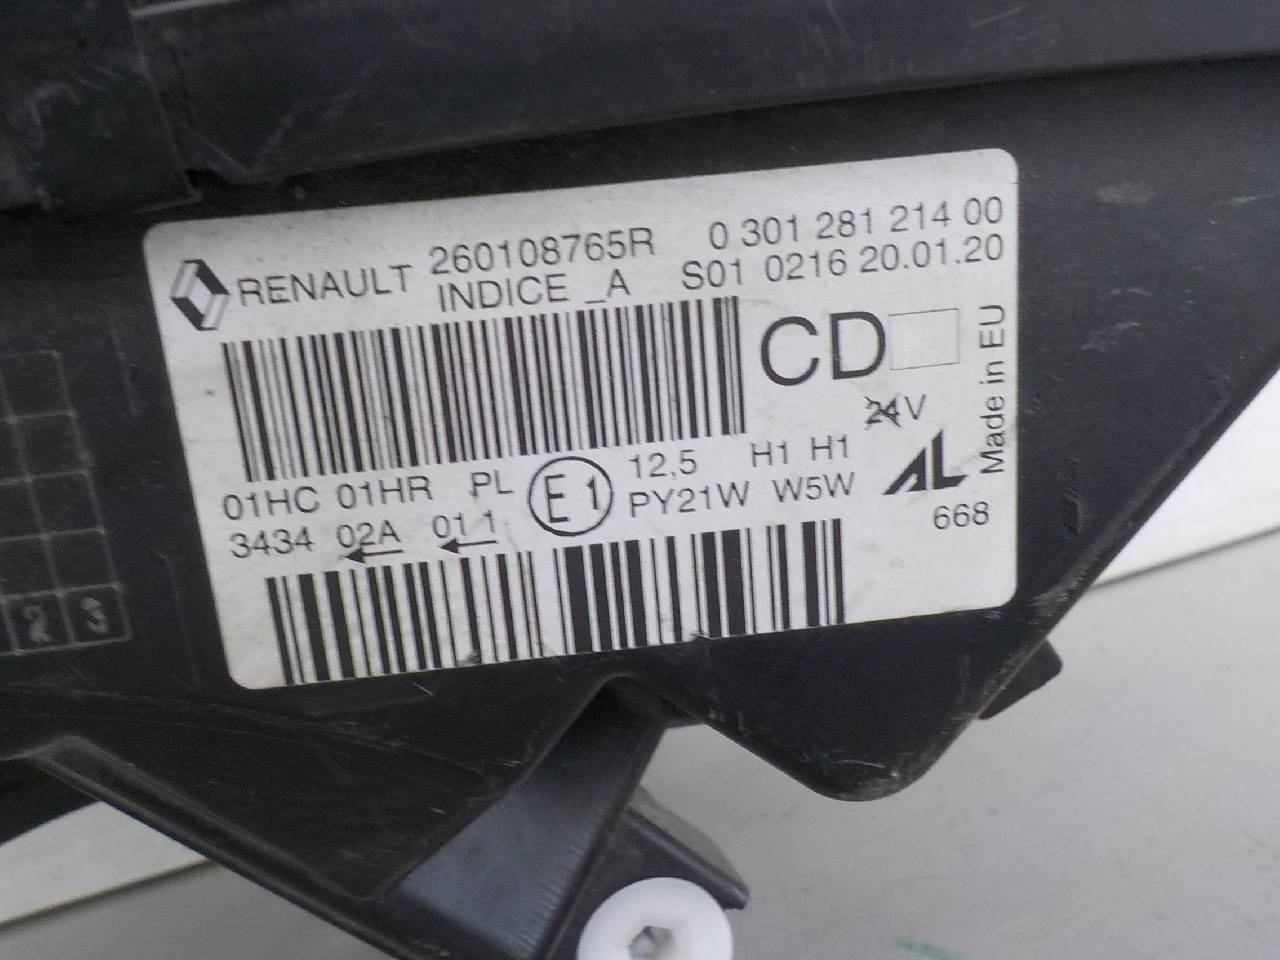 RENAULT 260108765R 0 301 281 214 00
INDICE _A S01 0216 20.01.20
CD
24V
Made in EU
01HC 01HR PL E1 12,5 H1 H1
3434 02A 01 1 PY21W W5W
AL
668
2 3